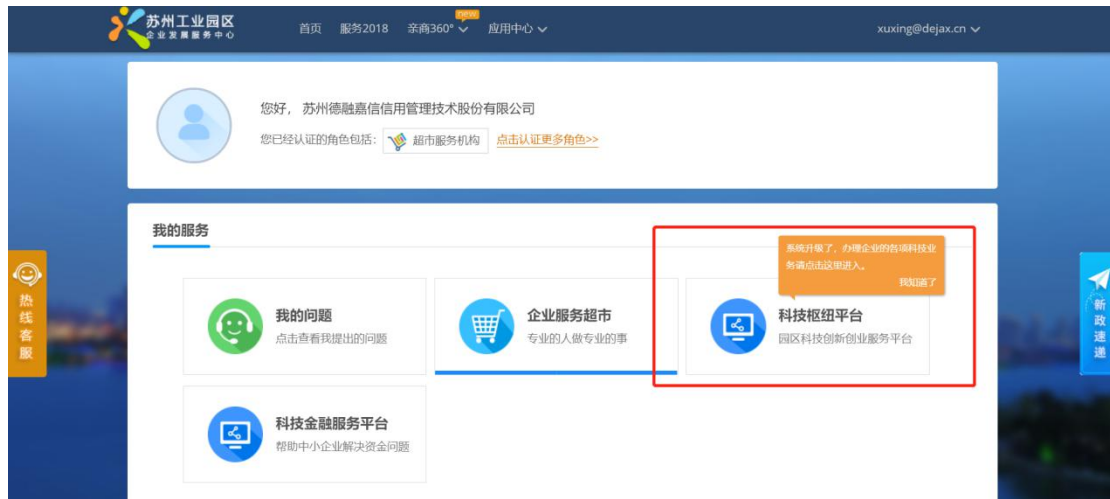 苏州工业园区
企业发展服务中心
首页 服务2018 亲商360° new 应用中心
xuxing@dejax.cn
您好, 苏州德融嘉信信用管理技术股份有限公司
您已经认证的角色包括: 超市服务机构 点击认证更多角色>>
我的服务
系统升级了，办理企业的各项科技业
务请点击这里进入。
我知道了
我的问题
点击查看我提出的问题
企业服务超市
专业的人做专业的事
科技枢纽平台
园区科技创新创业服务平台
科技金融服务平台
帮助中小企业解决资金问题
热线客服
新政速递